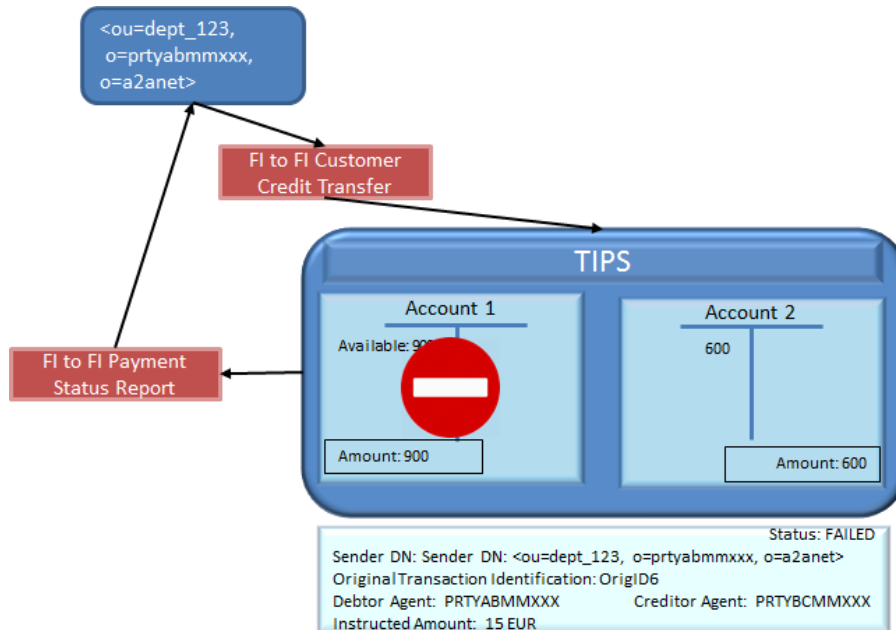 <ou=dept_123,
o=prtyabmmxxx,
o=a2anet>
FI to FI Customer
Credit Transfer
TIPS
Account 1
Available: 900
Amount: 900
Account 2
600
Amount: 600
FI to FI Payment
Status Report
Status: FAILED
Sender DN: Sender DN: <ou=dept_123, o=prtyabmmxxx, o=a2anet>
Original Transaction Identification: OrigID6
Debtor Agent: PRTYABMMXXX Creditor Agent: PRTYBCMMXXX
Instructed Amount: 15 EUR